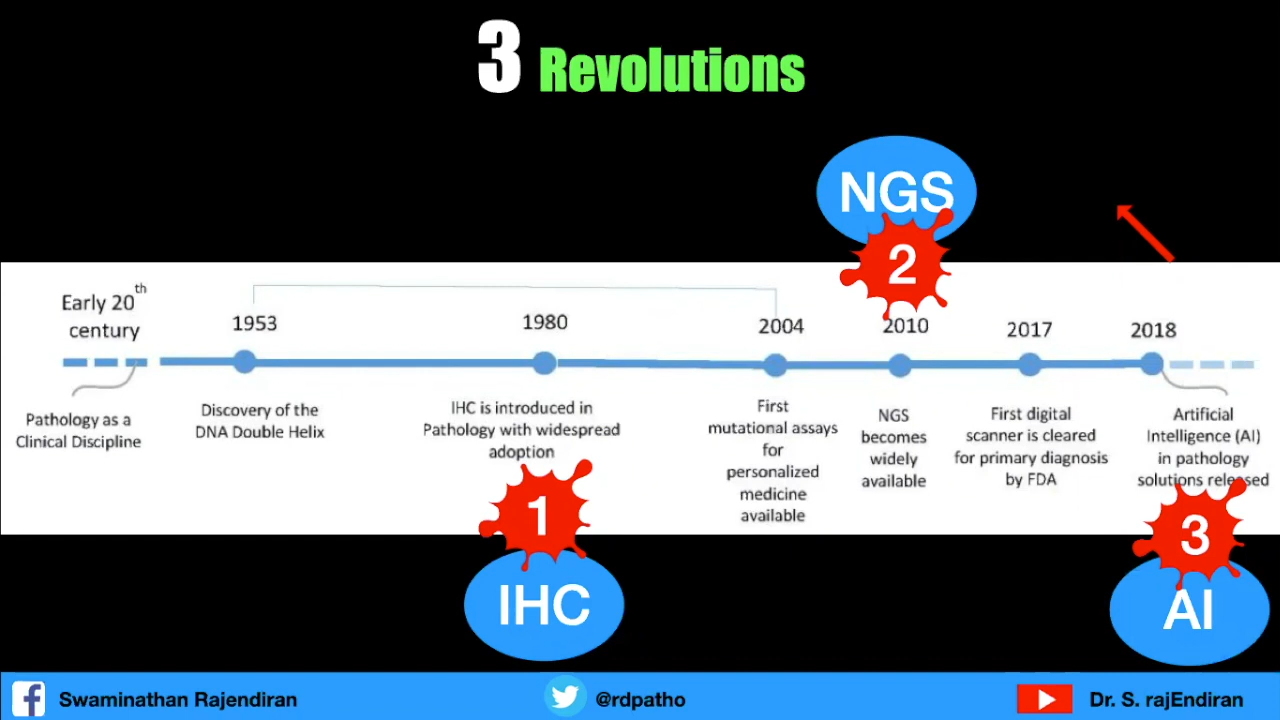 3 Revolutions
NGS
2
Early 20th
century
1953
1980
2004
2010
2017
2018
Pathology as a
Clinical Discipline
Discovery of the
DNA Double Helix
IHC is introduced in
Pathology with widespread
adoption
First
mutational assays
for
personalized
medicine
available
NGS
becomes
widely
available
First digital
scanner is cleared
for primary diagnosis
by FDA
Artificial
Intelligence (AI)
in pathology
solutions released
1
IHC
3
AI
Swaminathan Rajendiran
@rdpatho
Dr. S. rajEndiran